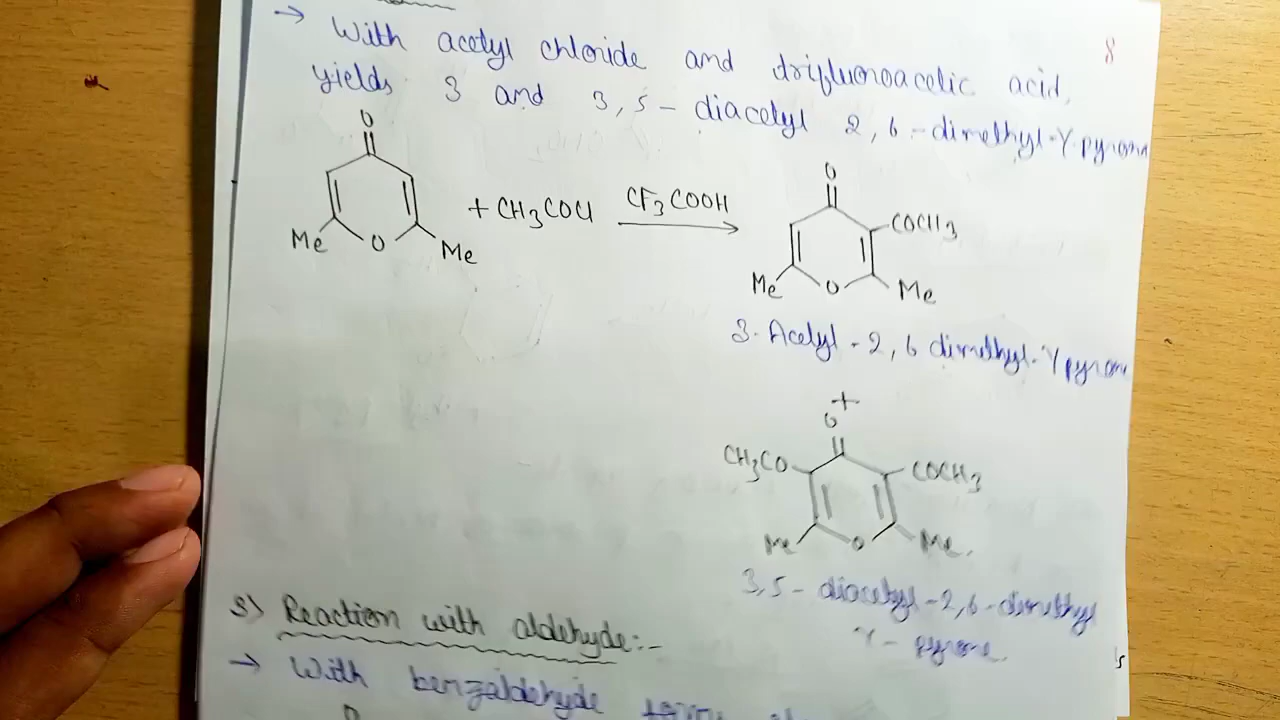 8
→ With acetyl chloride and trifluoroacetic acid,
yields 3 and 3,5-diacetyl 2,6-dimethyl-γ pyron
O
O
+ CH3COCl CF3COOH
COCH3
Me O Me
Me O Me
3-Acetyl-2,6 dimethyl-γ pyrone
+
O
CH3CO COCH3
Me O Me.
3,5-diacetyl-2,6-dimethyl
γ-pyrone.
s) Reaction with aldehyde:-
→ With benzaldehyde